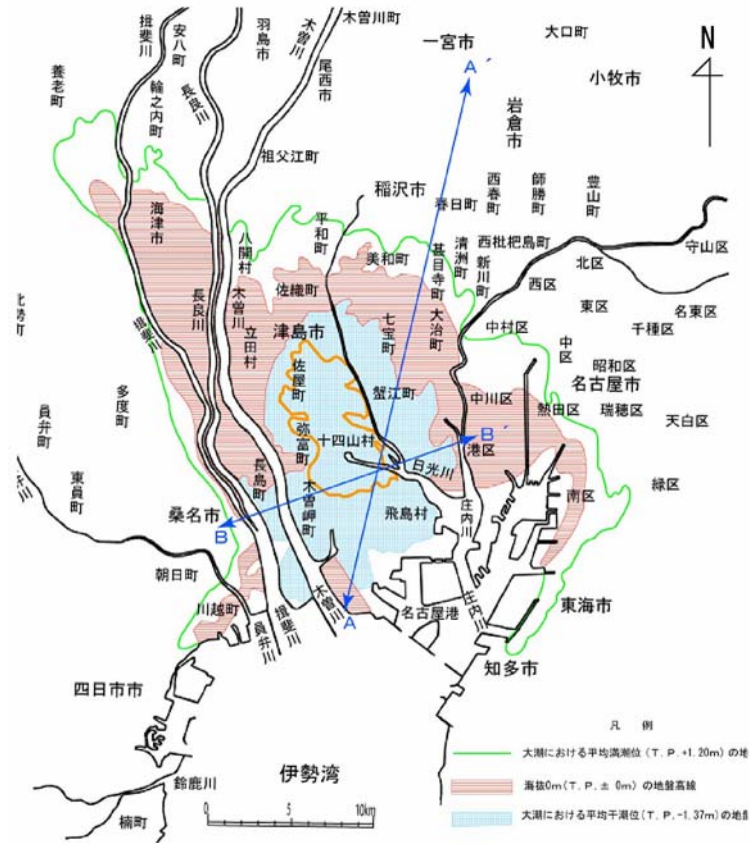 木曽川町
一宮市
大口町
N
揖斐川
安八町
羽島市
木曽川
尾西市
A´
小牧市
養老町
輪之内町
長良川
岩倉市
祖父江町
稲沢市
西春町
師勝町
豊山町
海津市
平和町
春日町
八開村
美和町
甚目寺町
清洲町
新川町
西枇杷島町
北区
守山区
佐織町
西区
長良川
木曽川
立田村
津島市
七宝町
大治町
中村区
東区
名東区
千種区
揖斐川
佐屋町
蟹江町
中区
昭和区
名古屋市
多度町
中川区
熱田区
瑞穂区
天白区
員弁町
弥富町
十四山村
B´
港区
日光川
東員町
長島町
木曽岬町
南区
緑区
桑名市
B
飛島村
庄内川
朝日町
川越町
員弁川
揖斐川
木曽川
A
名古屋港
庄内川
東海市
知多市
四日市市
凡 例
大潮における平均満潮位(T.P.+1.20m)の地
伊勢湾
海抜0m(T.P.± 0m)の地盤高線
鈴鹿川
0 5 10km
大潮における平均干潮位(T.P.-1.37m)の地盤
楠町